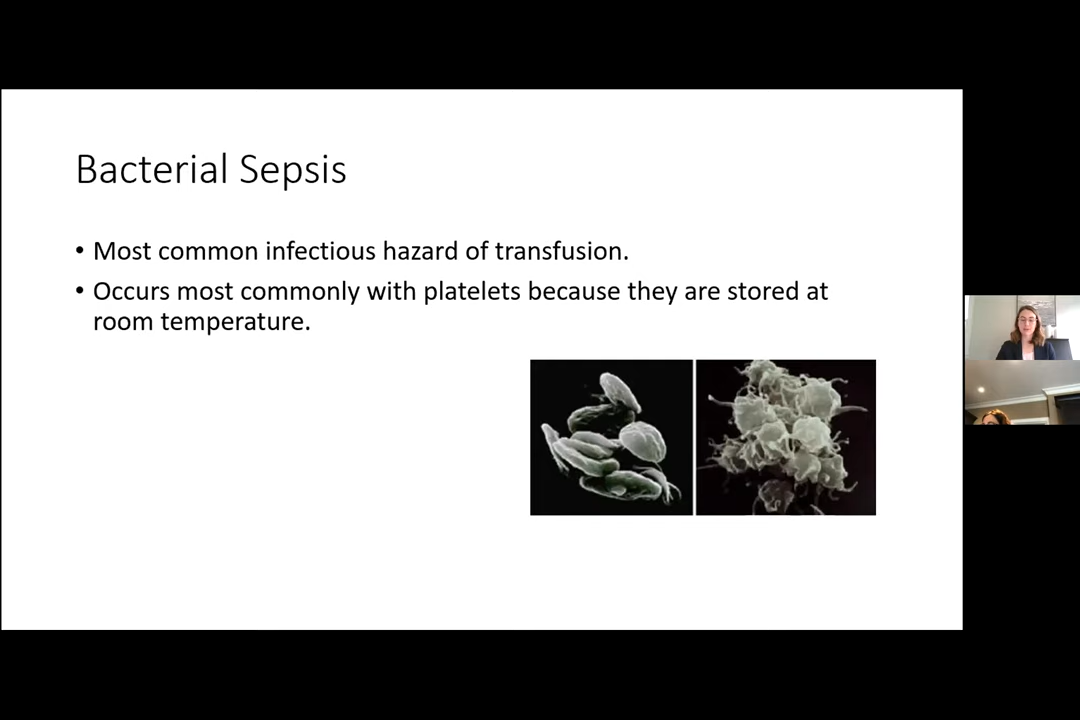 Bacterial Sepsis
• Most common infectious hazard of transfusion.
• Occurs most commonly with platelets because they are stored at
room temperature.